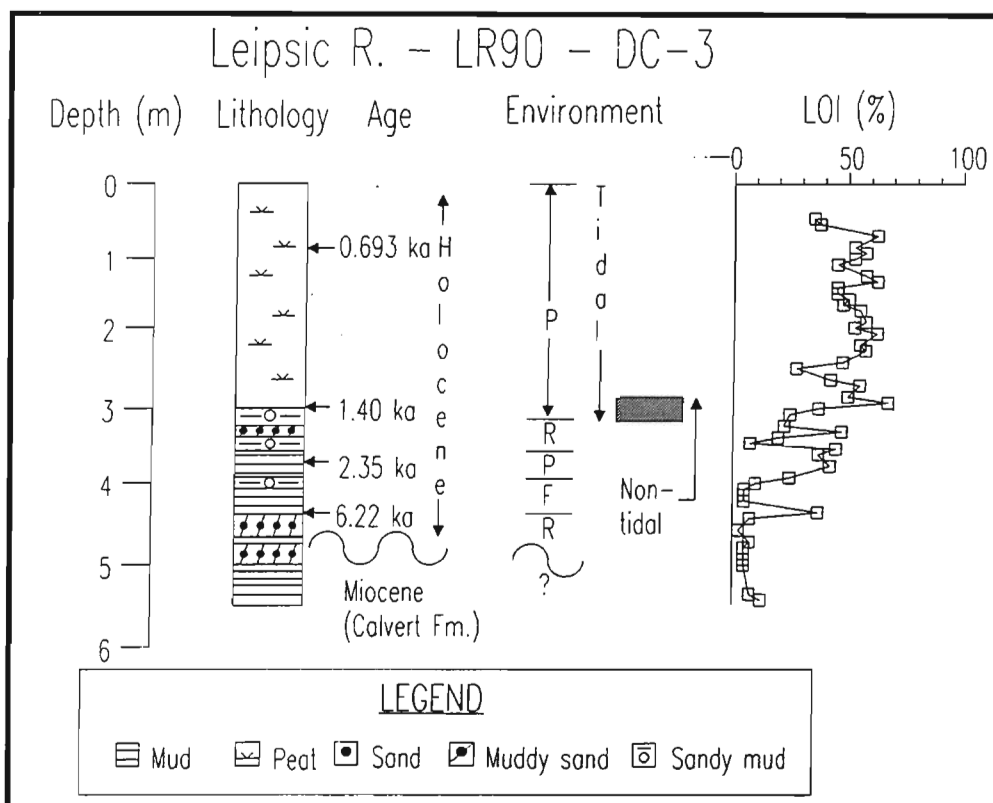 Leipsic R. - LR90 - DC-3
Depth (m) Lithology Age Environment LOI (%)
0 50 100
0
1
2
3
4
5
6
0.693 ka
1.40 ka
2.35 ka
6.22 ka
Holocene
Miocene
(Calvert Fm.)
P
R
P
F
R
?
Tidal
Non-
tidal
LEGEND
Mud Peat Sand Muddy sand Sandy mud